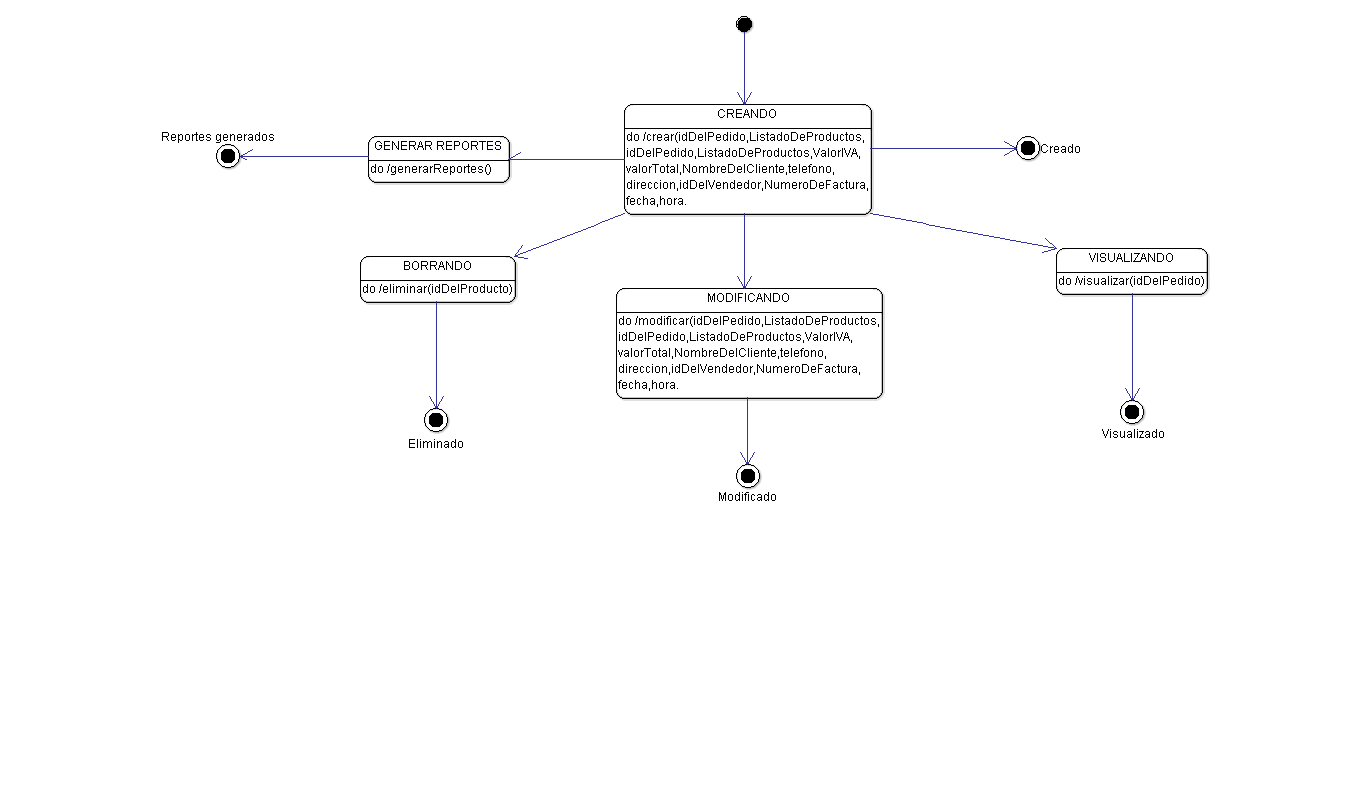 CREANDO
do /crear(idDelPedido,ListadoDeProductos,
idDelPedido,ListadoDeProductos,ValorIVA,
valorTotal,NombreDelCliente,telefono,
direccion,idDelVendedor,NumeroDeFactura,
fecha,hora.
Reportes generados
GENERAR REPORTES
do /generarReportes()
Creado
BORRANDO
do /eliminar(idDelProducto)
Eliminado
MODIFICANDO
do /modificar(idDelPedido,ListadoDeProductos,
idDelPedido,ListadoDeProductos,ValorIVA,
valorTotal,NombreDelCliente,telefono,
direccion,idDelVendedor,NumeroDeFactura,
fecha,hora.
Modificado
VISUALIZANDO
do /visualizar(idDelPedido)
Visualizado